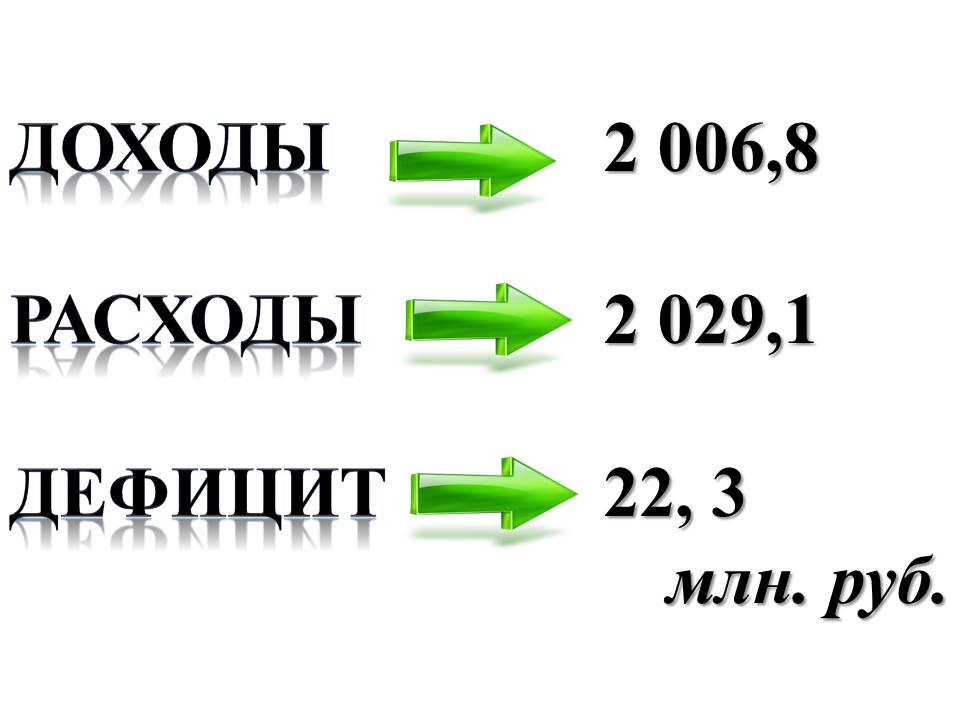 ДОХОДЫ 2 006,8
РАСХОДЫ 2 029,1
ДЕФИЦИТ 22, 3
млн. руб.